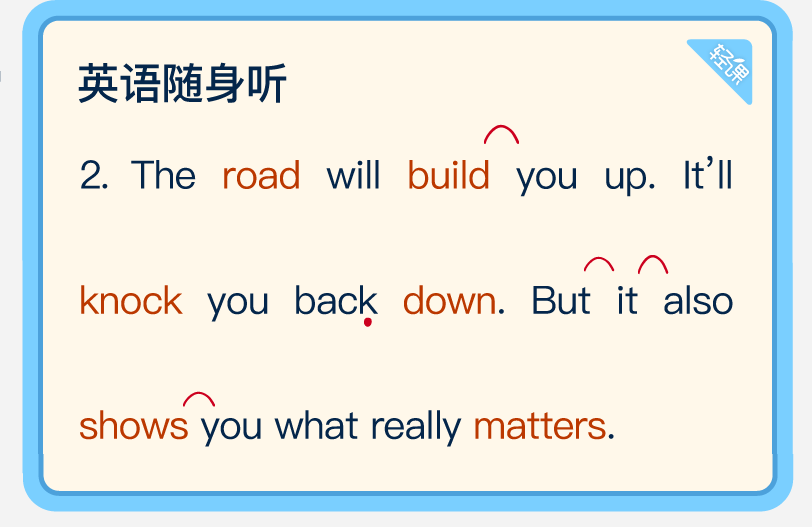 英语随身听
轻课
2. The road will build you up. It’ll
knock you back down. But it also
shows you what really matters.